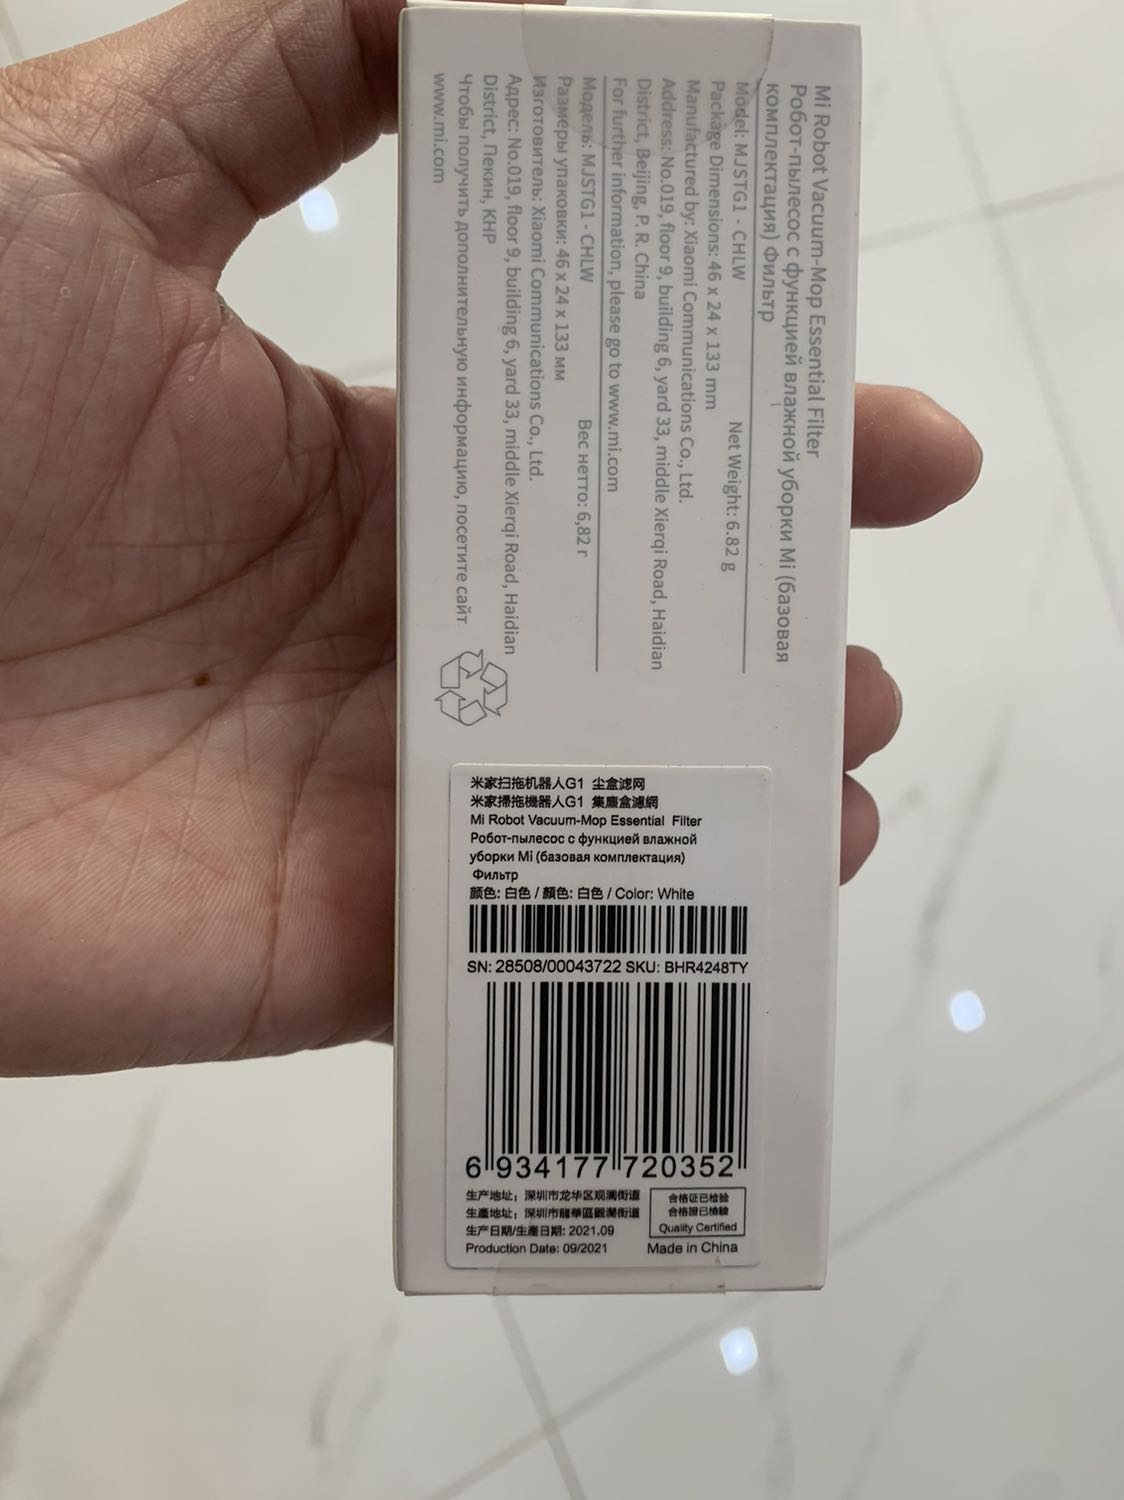 Mi Robot Vacuum-Mop Essential Filter
Робот-пылесос с функцией влажной уборки Mi (базовая
комплектация) Фильтр
Model: MJSTG1 - CHLW Net Weight: 6.82 g
Package Dimensions: 46 x 24 x 133 mm
Manufactured by: Xiaomi Communications Co., Ltd.
Address: No.019, floor 9, building 6, yard 33, middle Xierqi Road, Haidian
District, Beijing, P. R. China
For further information, please go to www.mi.com
Модель: MJSTG1 - CHLW Вес нетто: 6,82 г
Размеры упаковки: 46 x 24 x 133 мм
Изготовитель: Xiaomi Communications Co., Ltd.
Адрес: No.019, floor 9, building 6, yard 33, middle Xierqi Road, Haidian
District, Пекин, КНР
Чтобы получить дополнительную информацию, посетите сайт
www.mi.com
米家扫拖机器人G1 尘盒滤网
米家掃拖機器人G1 集塵盒濾網
Mi Robot Vacuum-Mop Essential Filter
Робот-пылесос с функцией влажной
уборки Mi (базовая комплектация)
Фильтр
颜色: 白色 / 顏色: 白色 / Color: White
SN: 28508/00043722 SKU: BHR4248TY
6 934177 720352
生产地址：深圳市龙华区观澜街道
生產地址：深圳市龍華區觀瀾街道
生产日期/生產日期: 2021.09
Production Date: 09/2021
合格证已检验
合格證已檢驗
Quality Certified
Made in China